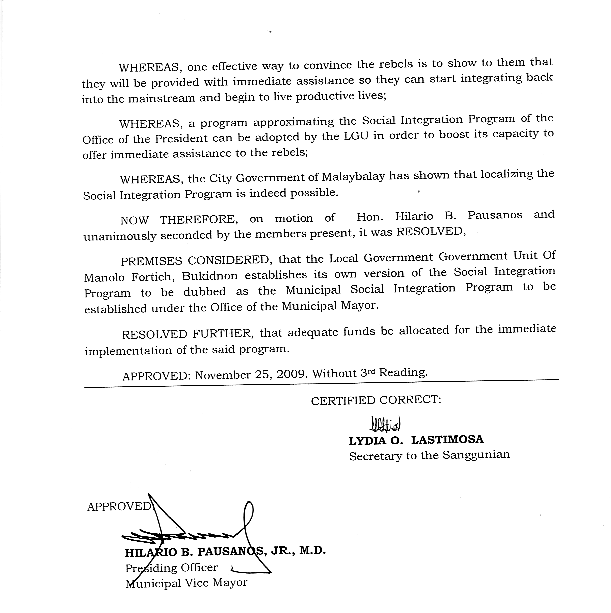 WHEREAS, one effective way to convince the rebels is to show to them that
they will be provided with immediate assistance so they can start integrating back
into the mainstream and begin to live productive lives;
WHEREAS, a program approximating the Social Integration Program of the
Office of the President can be adopted by the LGU in order to boost its capacity to
offer immediate assistance to the rebels;
WHEREAS, the City Government of Malaybalay has shown that localizing the
Social Integration Program is indeed possible.
NOW THEREFORE, on motion of Hon. Hilario B. Pausanos and
unanimously seconded by the members present, it was RESOLVED,
PREMISES CONSIDERED, that the Local Government Government Unit Of
Manolo Fortich, Bukidnon establishes its own version of the Social Integration
Program to be dubbed as the Municipal Social Integration Program to be
established under the Office of the Municipal Mayor.
RESOLVED FURTHER, that adequate funds be allocated for the immediate
implementation of the said program.
APPROVED: November 25, 2009. Without 3rd Reading.
CERTIFIED CORRECT:
LYDIA O. LASTIMOSA
Secretary to the Sanggunian
APPROVED
HILARIO B. PAUSANOS, JR., M.D.
Presiding Officer
Municipal Vice Mayor